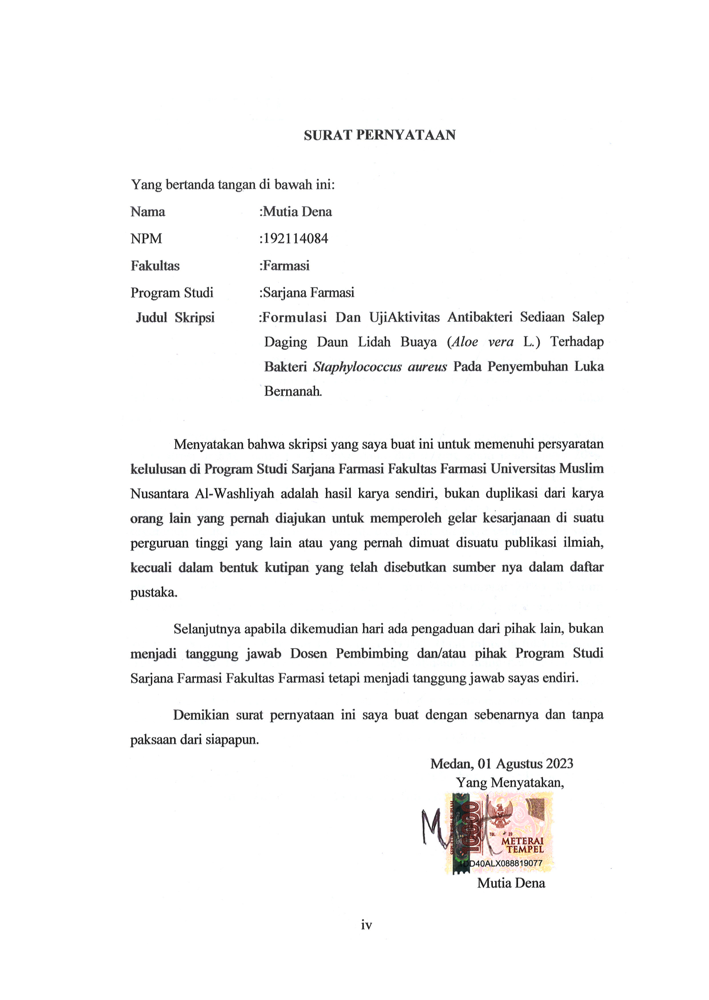 SURAT PERNYATAAN
Yang bertanda tangan di bawah ini:
Nama :Mutia Dena
NPM :192114084
Fakultas :Farmasi
Program Studi :Sarjana Farmasi
Judul Skripsi :Formulasi Dan UjiAktivitas Antibakteri Sediaan Salep
Daging Daun Lidah Buaya (Aloe vera L.) Terhadap
Bakteri Staphylococcus aureus Pada Penyembuhan Luka
Bernanah.
Menyatakan bahwa skripsi yang saya buat ini untuk memenuhi persyaratan
kelulusan di Program Studi Sarjana Farmasi Fakultas Farmasi Universitas Muslim
Nusantara Al-Washliyah adalah hasil karya sendiri, bukan duplikasi dari karya
orang lain yang pernah diajukan untuk memperoleh gelar kesarjanaan di suatu
perguruan tinggi yang lain atau yang pernah dimuat disuatu publikasi ilmiah,
kecuali dalam bentuk kutipan yang telah disebutkan sumber nya dalam daftar
pustaka.
Selanjutnya apabila dikemudian hari ada pengaduan dari pihak lain, bukan
menjadi tanggung jawab Dosen Pembimbing dan/atau pihak Program Studi
Sarjana Farmasi Fakultas Farmasi tetapi menjadi tanggung jawab sayas endiri.
Demikian surat pernyataan ini saya buat dengan sebenarnya dan tanpa
paksaan dari siapapun.
Medan, 01 Agustus 2023
Yang Menyatakan,
SEPULUH RIBU RUPIAH
10000
TGL. 20
METERAI
TEMPEL
1DD40ALX088819077
Mutia Dena
iv